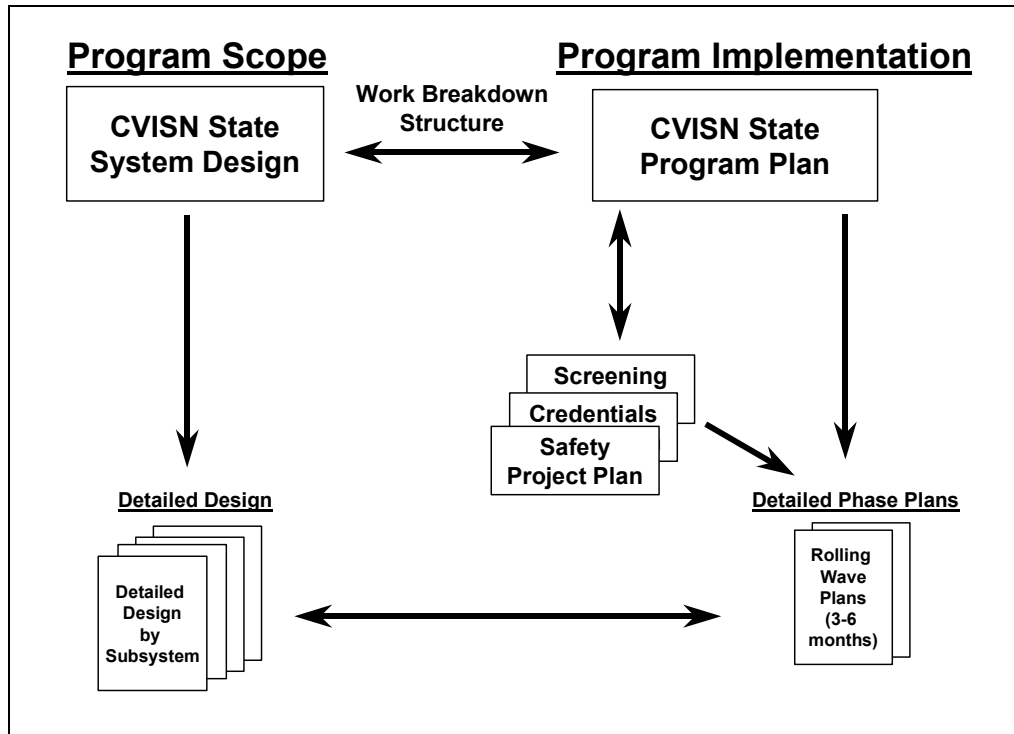 Program Scope
Program Implementation
CVISN State
System Design
Work Breakdown
Structure
CVISN State
Program Plan
Screening
Credentials
Safety
Project Plan
Detailed Design
Detailed
Design
by
Subsystem
Detailed Phase Plans
Rolling
Wave
Plans
(3-6
months)